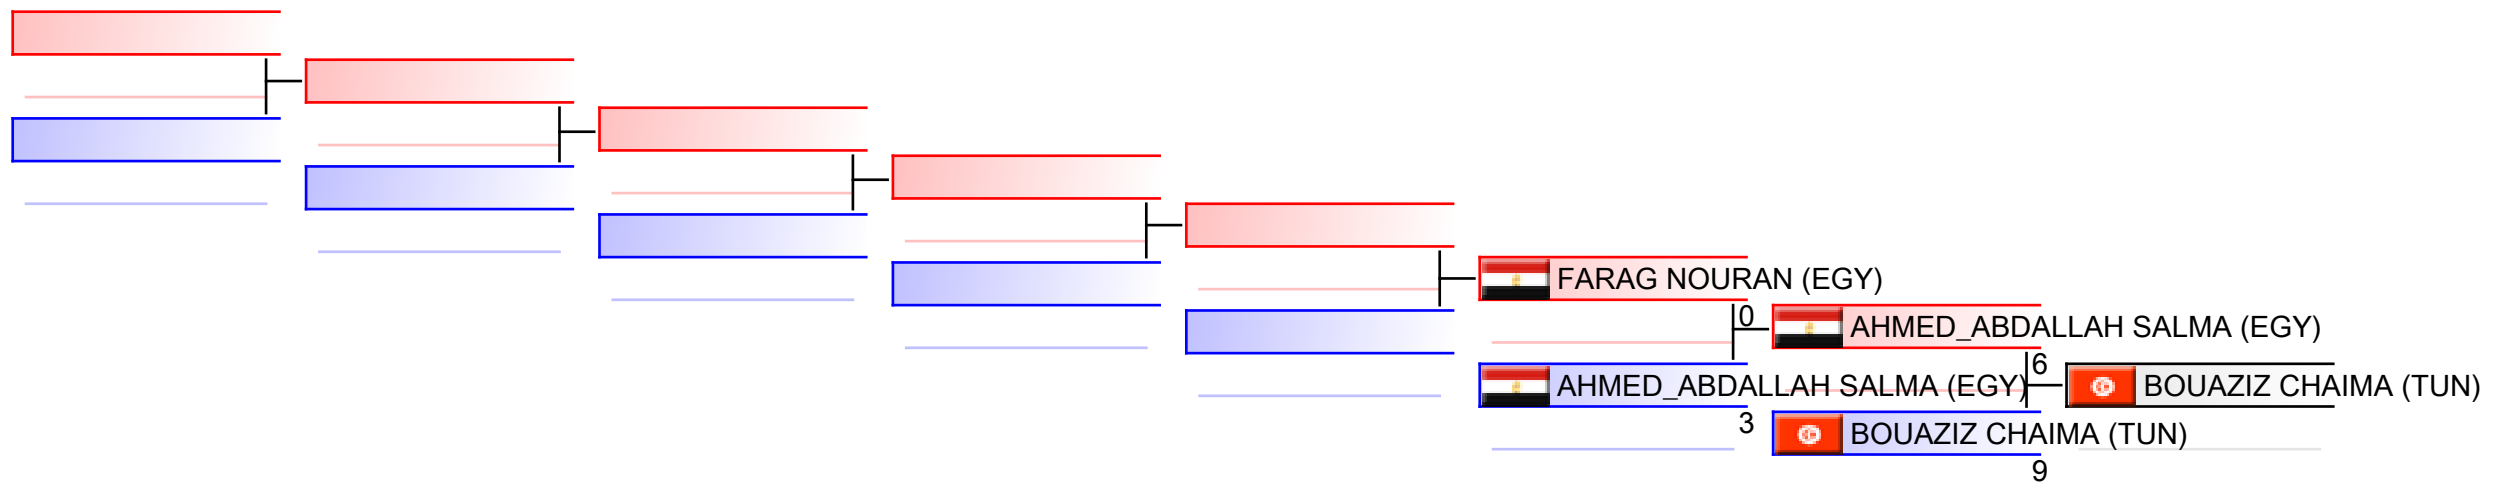 FARAG NOURAN (EGY)
0
AHMED_ABDALLAH SALMA (EGY)
AHMED_ABDALLAH SALMA (EGY)
3
6
BOUAZIZ CHAIMA (TUN)
BOUAZIZ CHAIMA (TUN)
9